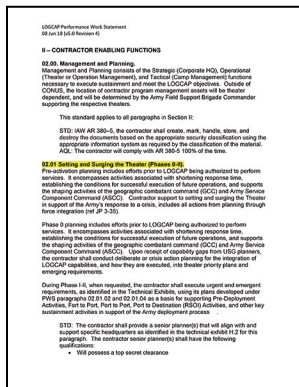 LOGCAP Performance Work Statement
08 Jun 18 (v5.0 Revision 4)
II – CONTRACTOR ENABLING FUNCTIONS
02.00. Management and Planning.
Management and Planning consists of the Strategic (Corporate HQ), Operational
(Theater or Operation Management), and Tactical (Camp Management) functions
necessary to execute sustainment and meet the LOGCAP objectives. Outside of
CONUS, the location of contractor program management assets will be theater
dependent, and will be determined by the Army Field Support Brigade Commander
supporting the respective theaters.
This standard applies to all paragraphs in Section II:
STD: IAW AR 380–5, the contractor shall create, mark, handle, store, and
destroy the documents based on the appropriate security classification using the
appropriate information system as required by the classification of the material.
AQL: The contractor will comply with AR 380-5 100% of the time.
02.01 Setting and Surging the Theater (Phases 0-II).
Pre-activation planning includes efforts prior to LOGCAP being authorized to perform
services. It encompasses activities associated with shortening response time,
establishing the conditions for successful execution of future operations, and supports
the shaping activities of the geographic combatant command (GCC) and Army Service
Component Command (ASCC). Contractor support to setting and surging the Theater
in support of the Army's response to a crisis, includes all actions from planning through
force integration (ref JP 3-35).
Phase 0 planning includes efforts prior to LOGCAP being authorized to perform
services. It encompasses activities associated with shortening response time,
establishing the conditions for successful execution of future operations, and supports
the shaping activities of the geographic combatant command (GCC) and Army Service
Component Command (ASCC). Upon receipt of capability gaps from USG planners,
the contractor shall conduct deliberate or crisis action planning for the integration of
LOGCAP capabilities, and how they are executed, into theater priority plans and
emerging requirements.
During Phase I-II, when requested, the contractor shall execute urgent and emergent
requirements, as identified in the Technical Exhibits, using its plans developed under
PWS paragraphs 02.01.02 and 02.01.04 as a basis for supporting Pre-Deployment
Activities, Fort to Port, Port to Port, Port to Destination (RSOI) Activities, and other key
sustainment activities in support of the Army deployment process .
STD: The contractor shall provide a senior planner(s) that will align with and
support specific headquarters as identified in the technical exhibit H.2 for this
paragraph. The contractor senior planner(s) shall have the following
qualifications:
• Will possess a top secret clearance